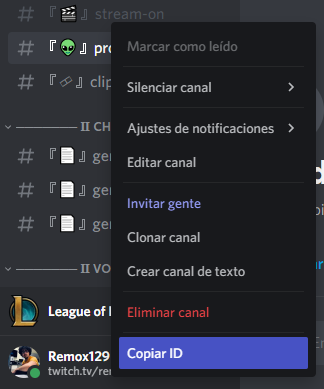 # 『🎬』stream-on
# 『👽』pro
Marcar como leído
# 『🔗』clip
Silenciar canal
II CH
Ajustes de notificaciones
# 『📄』gen
Editar canal
# 『📄』gen
Invitar gente
# 『📄』gen
Clonar canal
II VO
Crear canal de texto
League of L
Eliminar canal
Remox129
Copiar ID
twitch.tv/rem